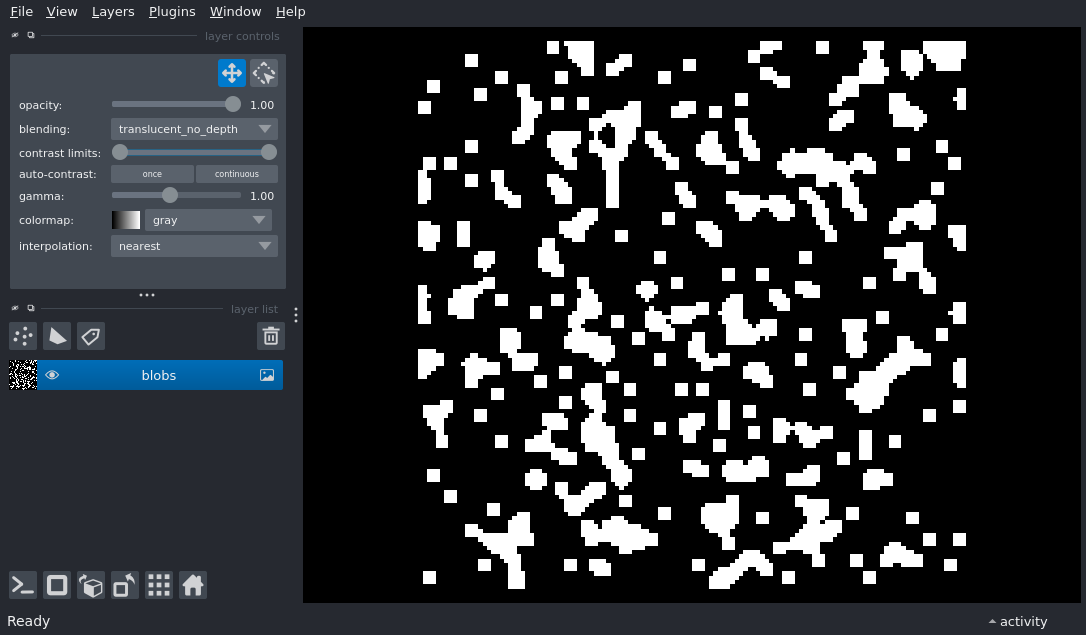 File View Layers Plugins Window Help
layer controls
opacity: 1.00
blending: translucent_no_depth
contrast limits:
auto-contrast: once continuous
gamma: 1.00
colormap: gray
interpolation: nearest
layer list
blobs
Ready activity